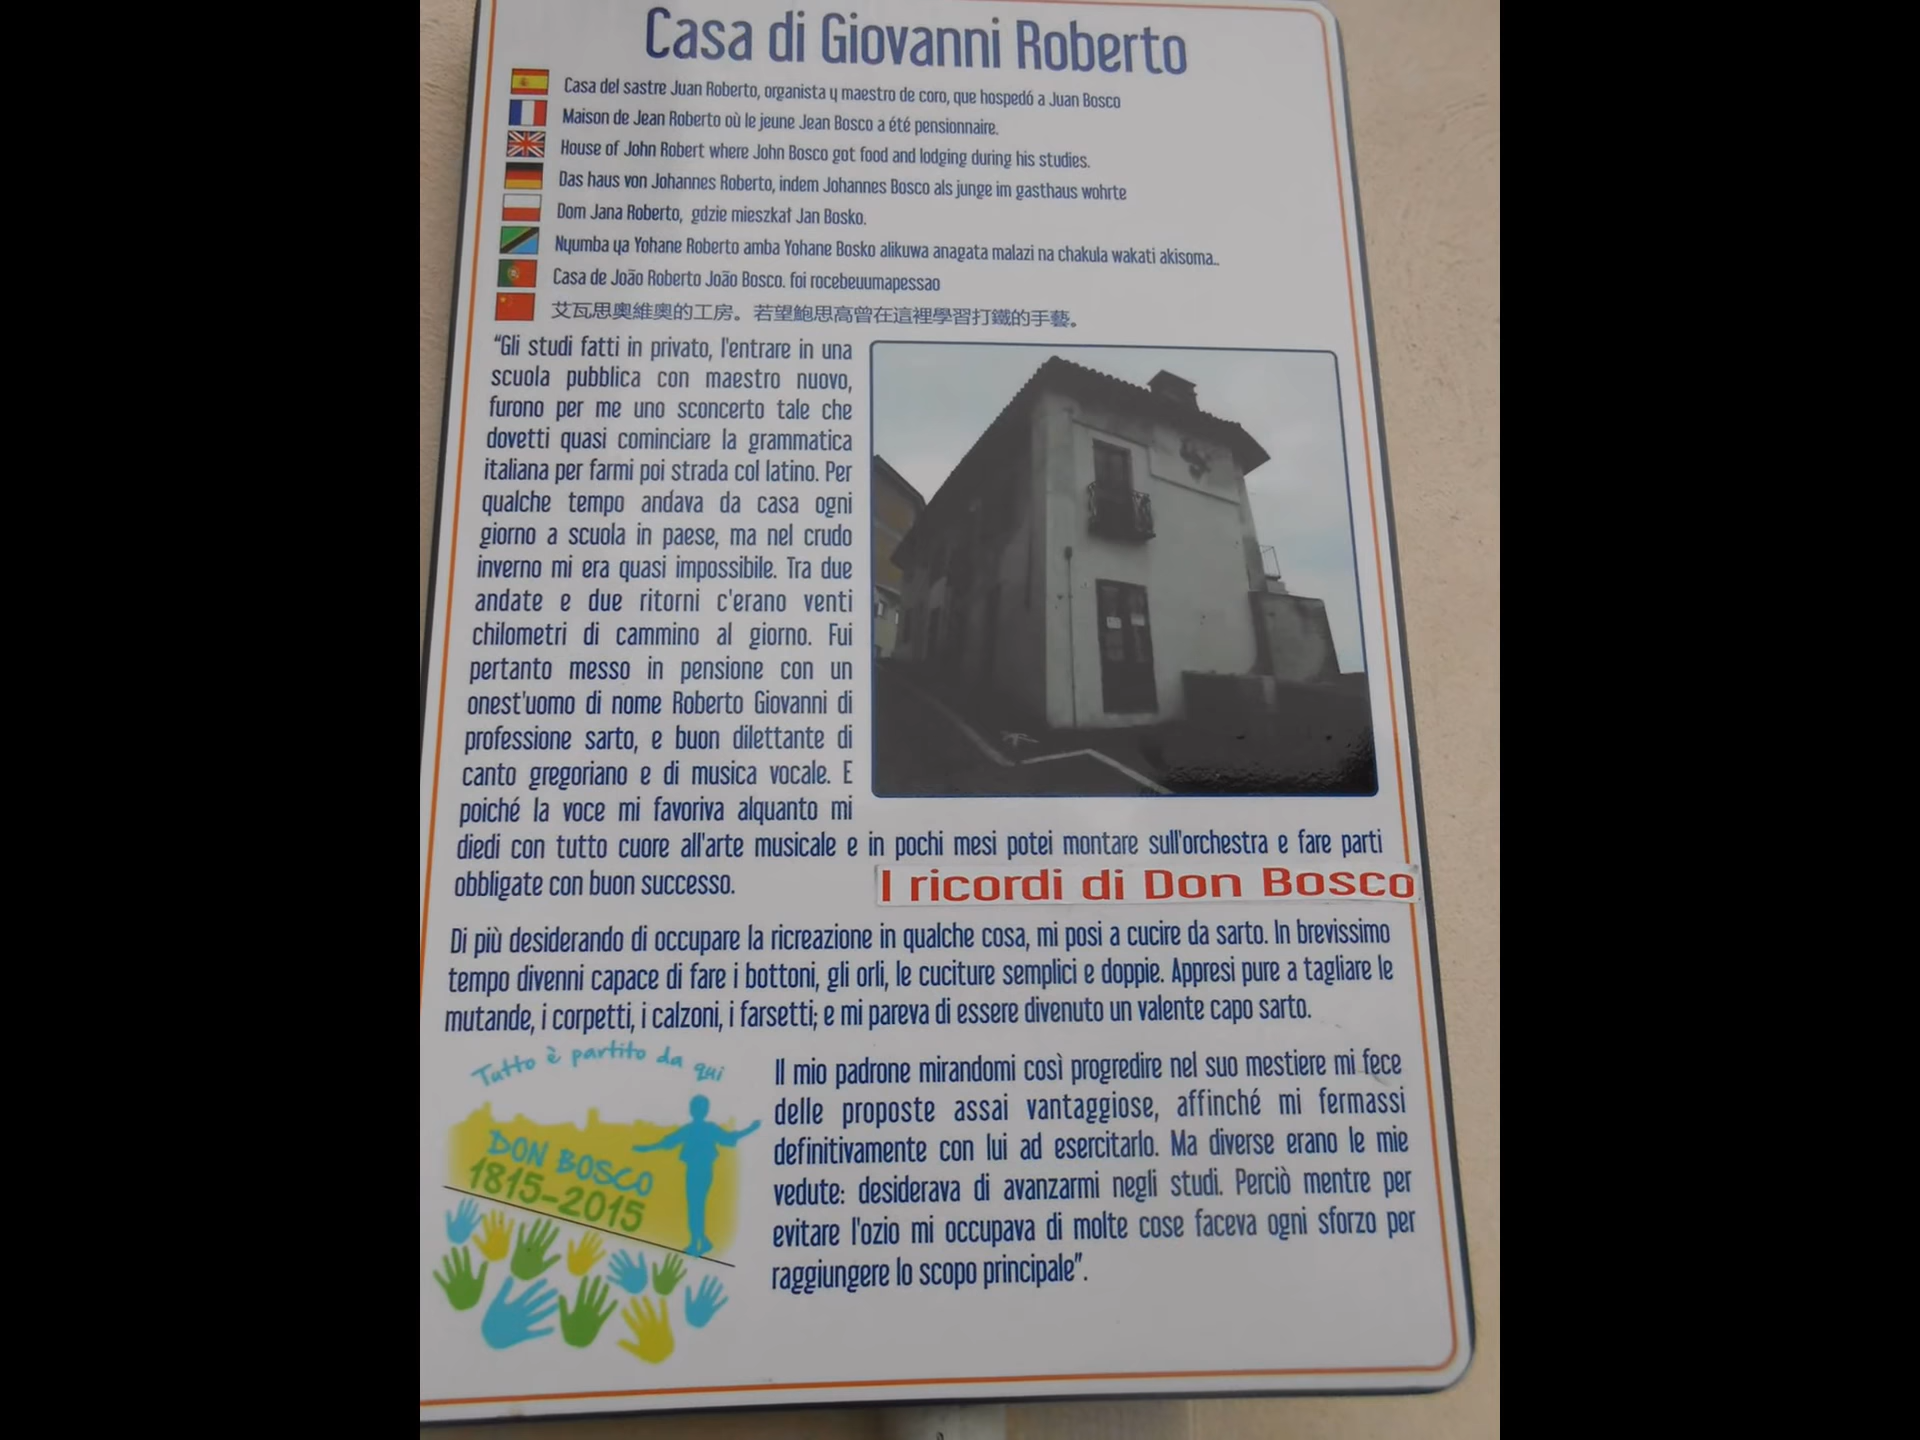 Casa di Giovanni Roberto
Casa del sastre Juan Roberto, organista y maestro de coro, que hospedó a Juan Bosco
Maison de Jean Roberto où le jeune Jean Bosco a été pensionnaire.
House of John Robert where John Bosco got food and lodging during his studies.
Das haus von Johannes Roberto, indem Johannes Bosco als junge im gasthaus wohrte
Dom Jana Roberto, gdzie mieszkał Jan Bosko.
Nyumba ya Yohane Roberto amba Yohane Bosko alikuwa anagata malazi na chakula wakati akisoma..
Casa de João Roberto João Bosco. foi rocebeuumapessao
艾瓦思奧維奧的工房。若望鮑思高曾在這裡學習打鐵的手藝。
“Gli studi fatti in privato, l'entrare in una
scuola pubblica con maestro nuovo,
furono per me uno sconcerto tale che
dovetti quasi cominciare la grammatica
italiana per farmi poi strada col latino. Per
qualche tempo andava da casa ogni
giorno a scuola in paese, ma nel crudo
inverno mi era quasi impossibile. Tra due
andate e due ritorni c'erano venti
chilometri di cammino al giorno. Fui
pertanto messo in pensione con un
onest'uomo di nome Roberto Giovanni di
professione sarto, e buon dilettante di
canto gregoriano e di musica vocale. E
poiché la voce mi favoriva alquanto mi
diedi con tutto cuore all'arte musicale e in pochi mesi potei montare sull'orchestra e fare parti
obbligate con buon successo.
I ricordi di Don Bosco
Di più desiderando di occupare la ricreazione in qualche cosa, mi posi a cucire da sarto. In brevissimo
tempo divenni capace di fare i bottoni, gli orli, le cuciture semplici e doppie. Appresi pure a tagliare le
mutande, i corpetti, i calzoni, i farsetti; e mi pareva di essere divenuto un valente capo sarto.
Tutto è partito da qui
DON BOSCO
1815-2015
Il mio padrone mirandomi così progredire nel suo mestiere mi fece
delle proposte assai vantaggiose, affinché mi fermassi
definitivamente con lui ad esercitarlo. Ma diverse erano le mie
vedute: desiderava di avanzarmi negli studi. Perciò mentre per
evitare l'ozio mi occupava di molte cose faceva ogni sforzo per
raggiungere lo scopo principale”.